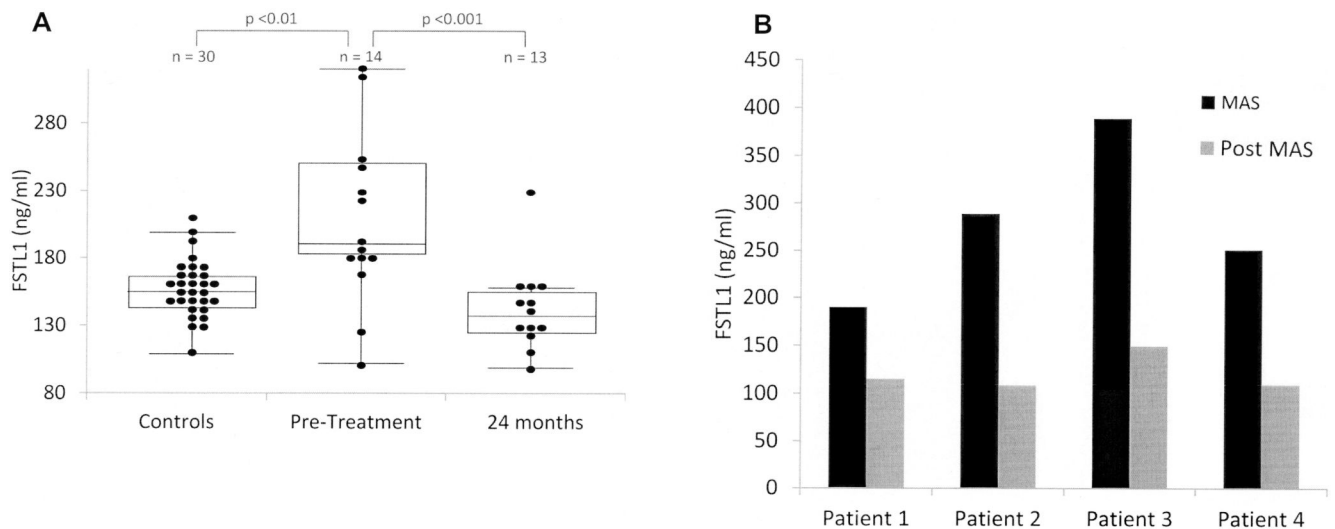 A
p <0.01
p <0.001
n = 30
n = 14
n = 13
FSTL1 (ng/ml)
280
230
180
130
80
Controls
Pre-Treatment
24 months
B
FSTL1 (ng/ml)
450
400
350
300
250
200
150
100
50
0
MAS
Post MAS
Patient 1
Patient 2
Patient 3
Patient 4